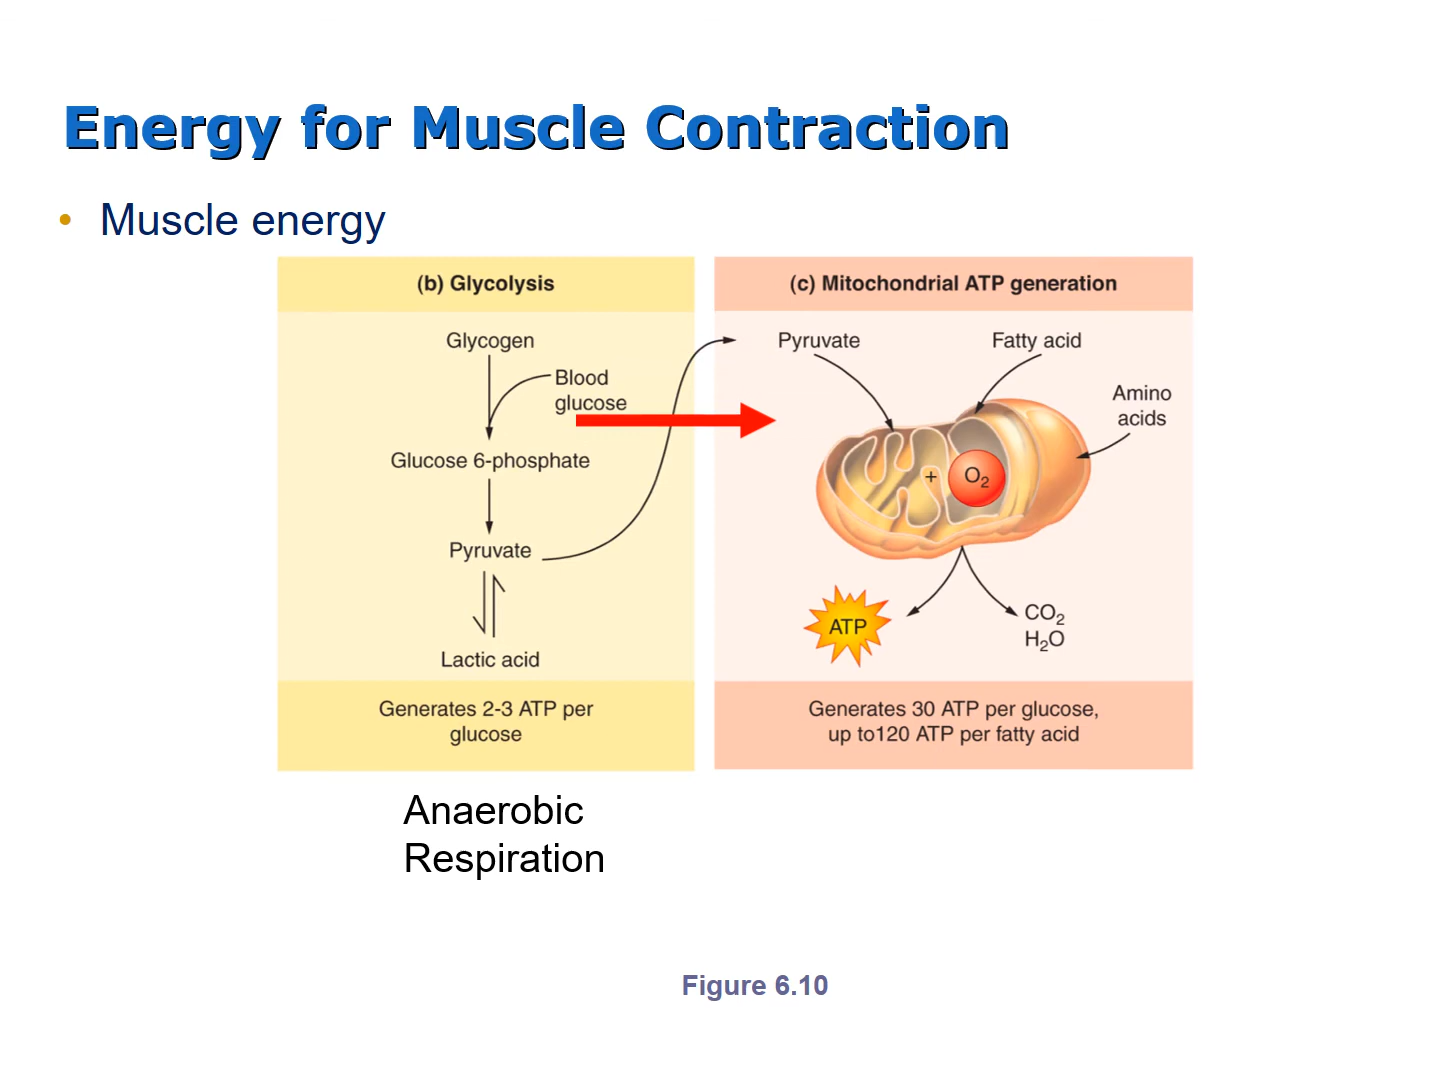 Energy for Muscle Contraction
• Muscle energy
(b) Glycolysis
Glycogen
Blood
glucose
Glucose 6-phosphate
Pyruvate
Lactic acid
Generates 2-3 ATP per
glucose
(c) Mitochondrial ATP generation
Pyruvate
Fatty acid
Amino
acids
+
O2
ATP
CO2
H2O
Generates 30 ATP per glucose,
up to120 ATP per fatty acid
Anaerobic
Respiration
Figure 6.10